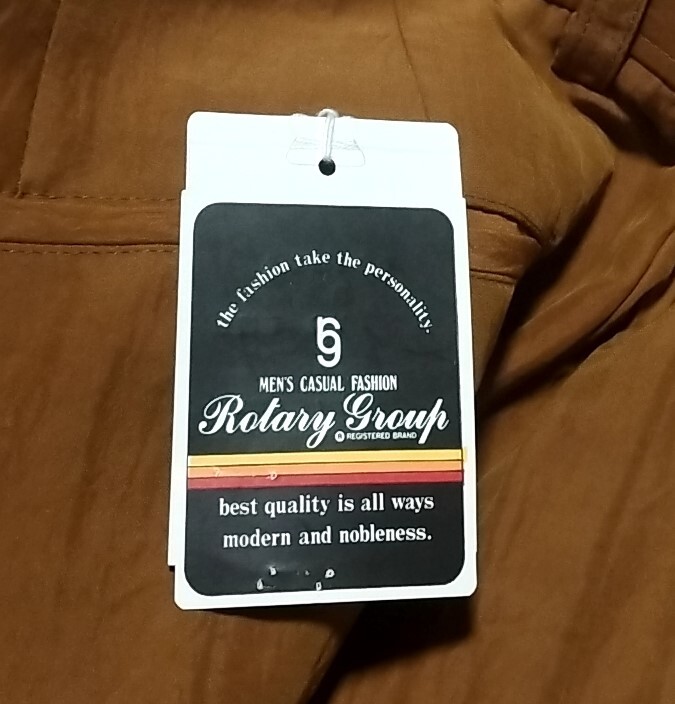 the fashion take the personality.
rg
MEN'S CASUAL FASHION
Rotary Group
® REGISTERED BRAND
best quality is all ways
modern and nobleness.